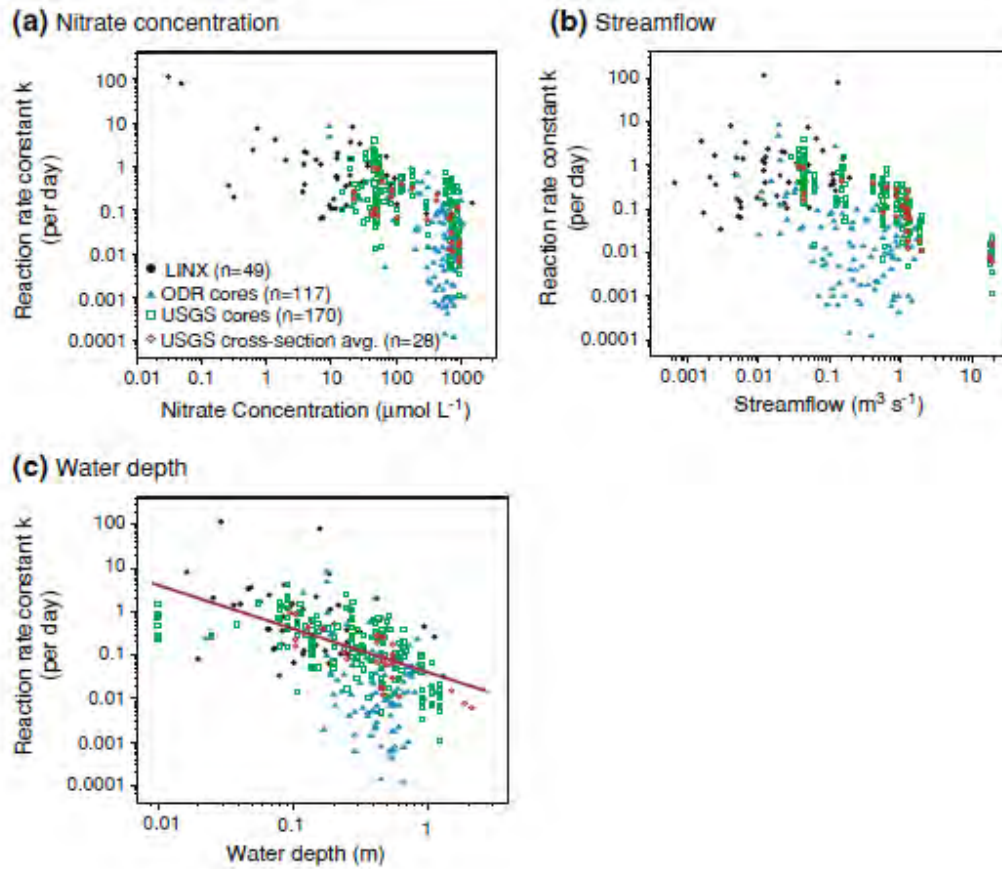 (a) Nitrate concentration
Reaction rate constant k
(per day)
100
10
1
0.1
0.01
0.001
0.0001
LINX (n=49)
ODR cores (n=117)
USGS cores (n=170)
USGS cross-section avg. (n=28)
0.01 0.1 1 10 100 1000
Nitrate Concentration (μmol L⁻¹)
(b) Streamflow
Reaction rate constant k
(per day)
100
10
1
0.1
0.01
0.001
0.0001
0.001 0.01 0.1 1 10
Streamflow (m³ s⁻¹)
(c) Water depth
Reaction rate constant k
(per day)
100
10
1
0.1
0.01
0.001
0.0001
0.01 0.1 1
Water depth (m)